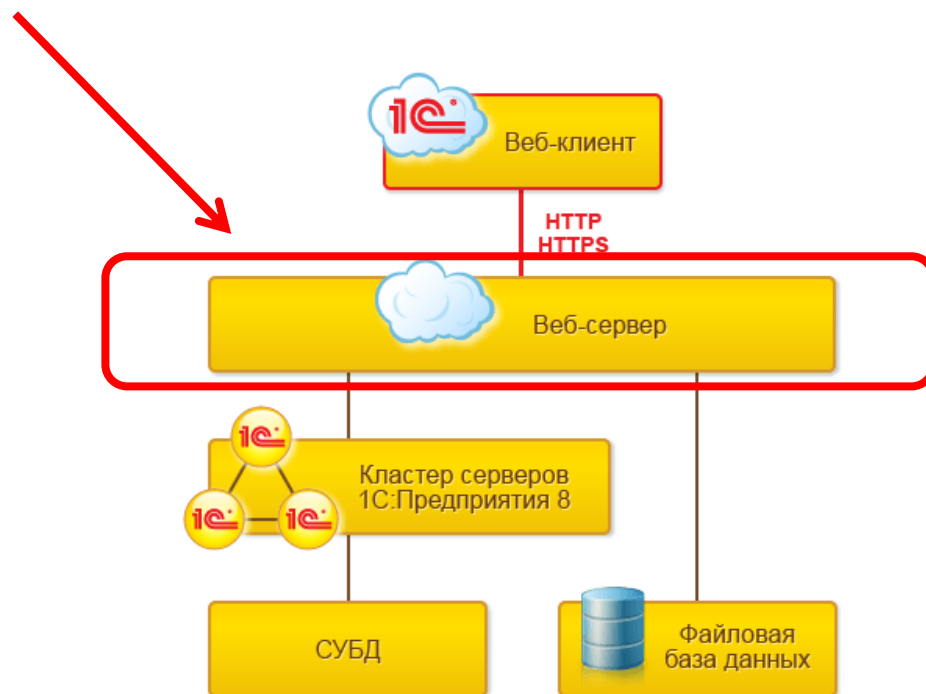 1С
Веб-клиент
HTTP
HTTPS
Веб-сервер
1С
1С
1С
Кластер серверов
1С:Предприятия 8
СУБД
Файловая
база данных